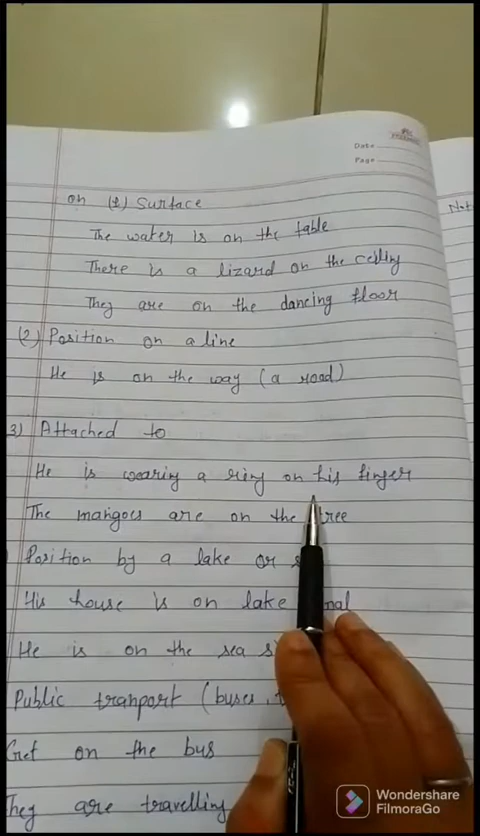 Date
Page
Not
on (1) Surface
The water is on the table
There is a lizard on the ceiling
They are on the dancing floor
(2) Position on a line
He is on the way (a road)
3) Attached to
He is wearing a ring on his finger
The mangoes are on the tree
Position by a lake or
His house is on lake
He is on the sea
Public tranport (buses,
Get on the bus
They are travelling
Wondershare
FilmoraGo